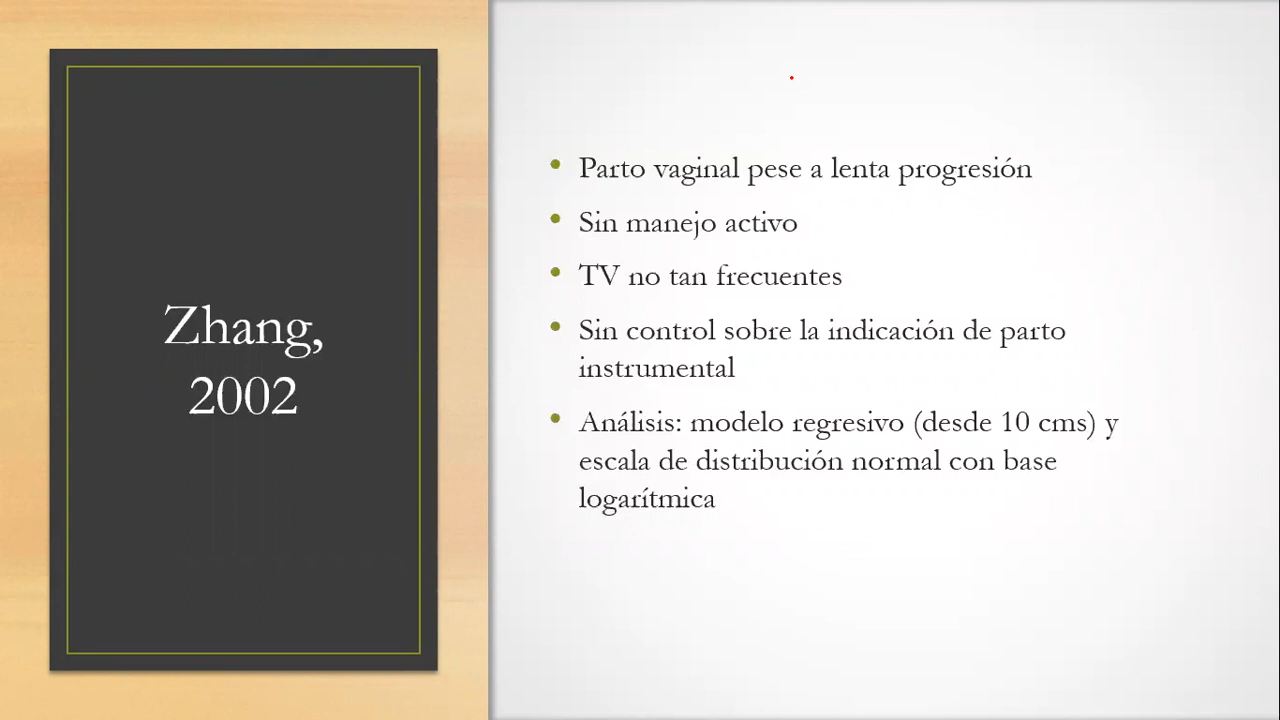 Zhang,
2002
Parto vaginal pese a lenta progresión
Sin manejo activo
TV no tan frecuentes
Sin control sobre la indicación de parto
instrumental
Análisis: modelo regresivo (desde 10 cms) y
escala de distribución normal con base
logarítmica